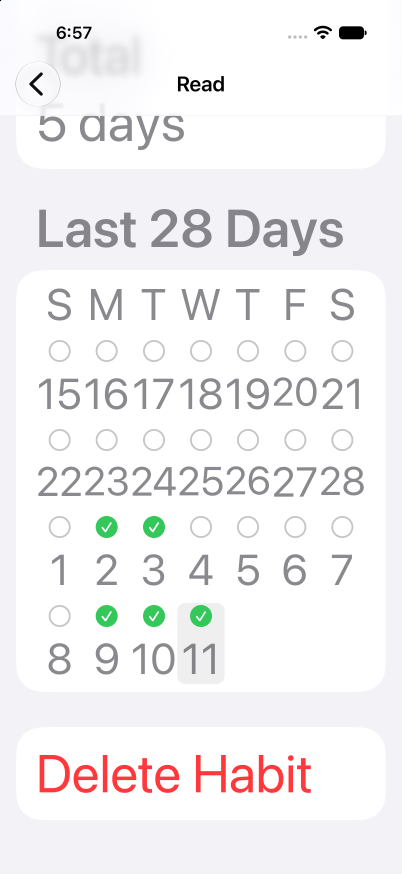 6:57
Total
Read
5 days
Last 28 Days
S M T W T F S
15 16 17 18 19 20 21
22 23 24 25 26 27 28
1 2 3 4 5 6 7
8 9 10 11
Delete Habit